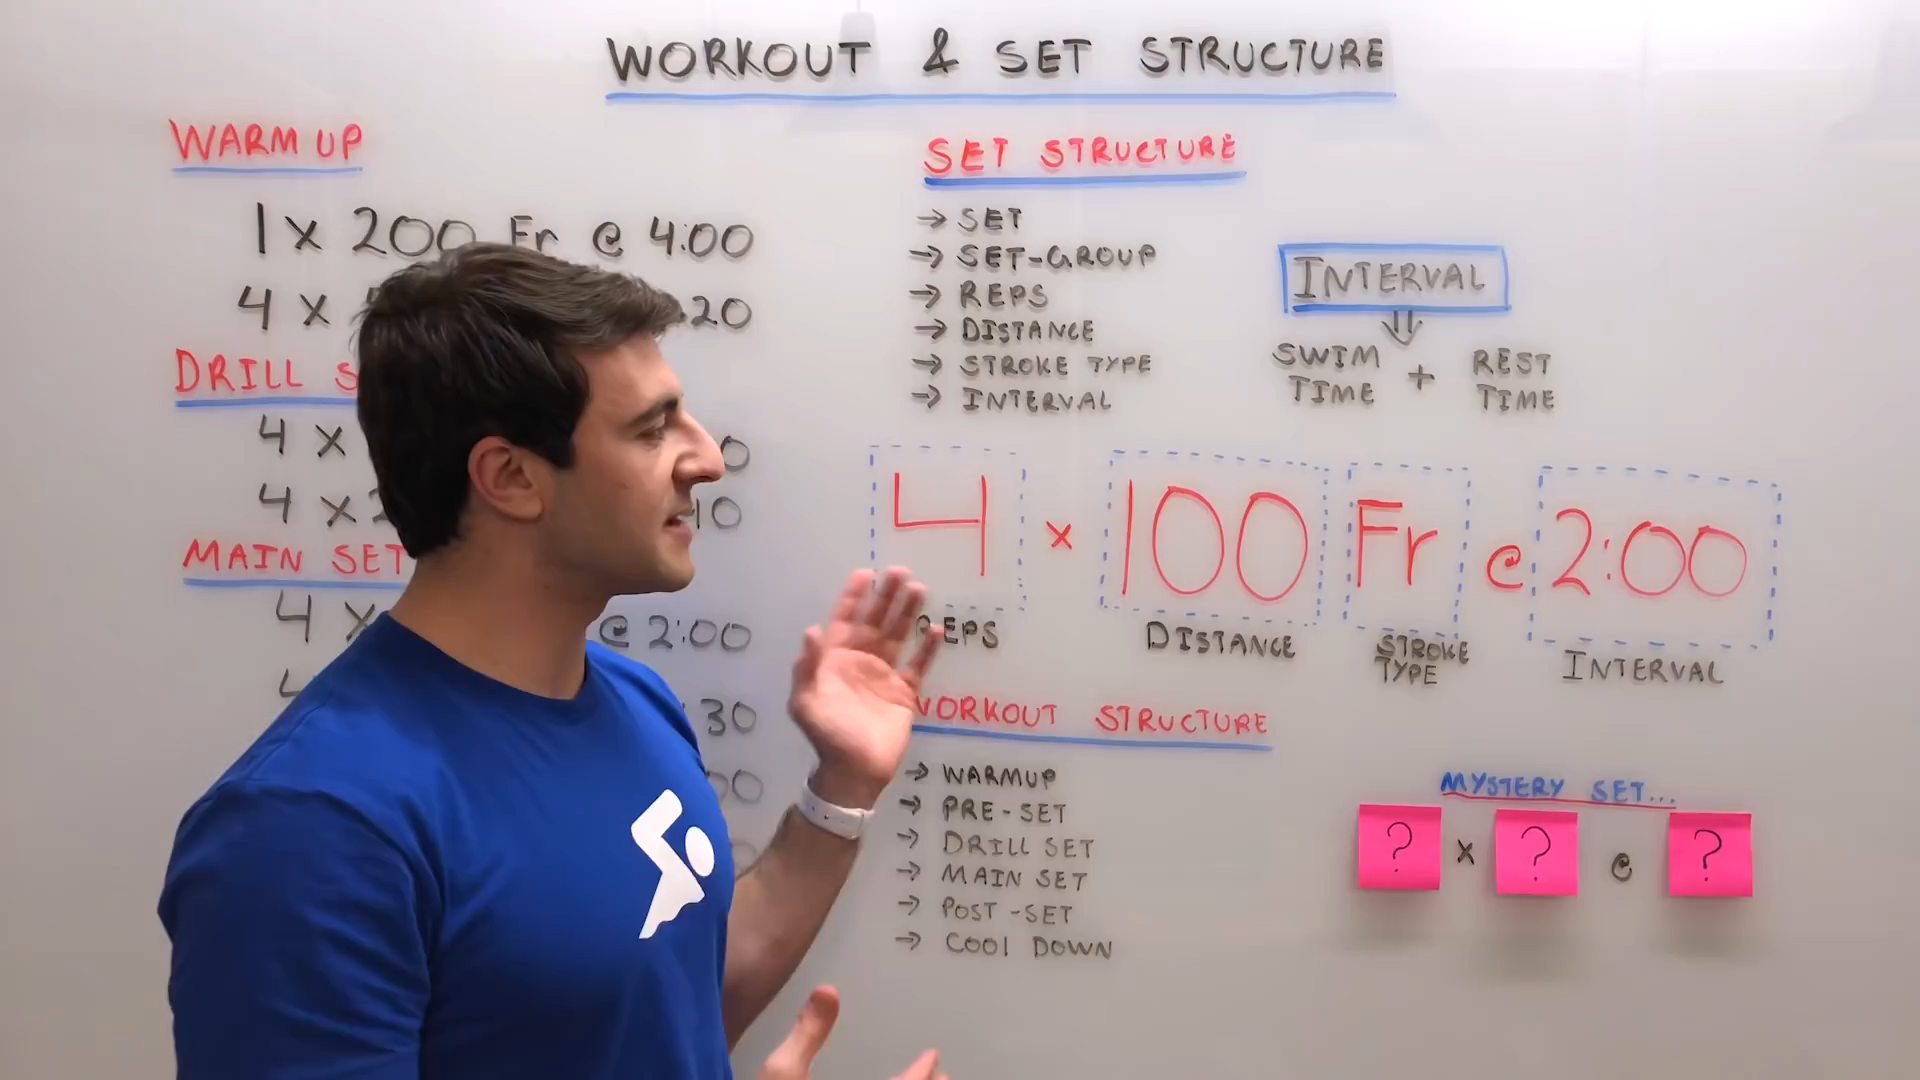 WORKOUT & SET STRUCTURE
WARM UP
1 x 200 Fr @ 4:00
4 x :20
DRILL S
4 x 0
4 x 2 10
MAIN SET
4 x @ 2:00
4 :30
00
SET STRUCTURE
→ SET
→ SET-GROUP
→ REPS
→ DISTANCE
→ STROKE TYPE
→ INTERVAL
INTERVAL
⇓
SWIM TIME + REST TIME
4 x 100 Fr @ 2:00
REPS
DISTANCE
STROKE TYPE
INTERVAL
WORKOUT STRUCTURE
→ WARMUP
→ PRE-SET
→ DRILL SET
→ MAIN SET
→ POST-SET
→ COOL DOWN
MYSTERY SET...
? x ? @ ?